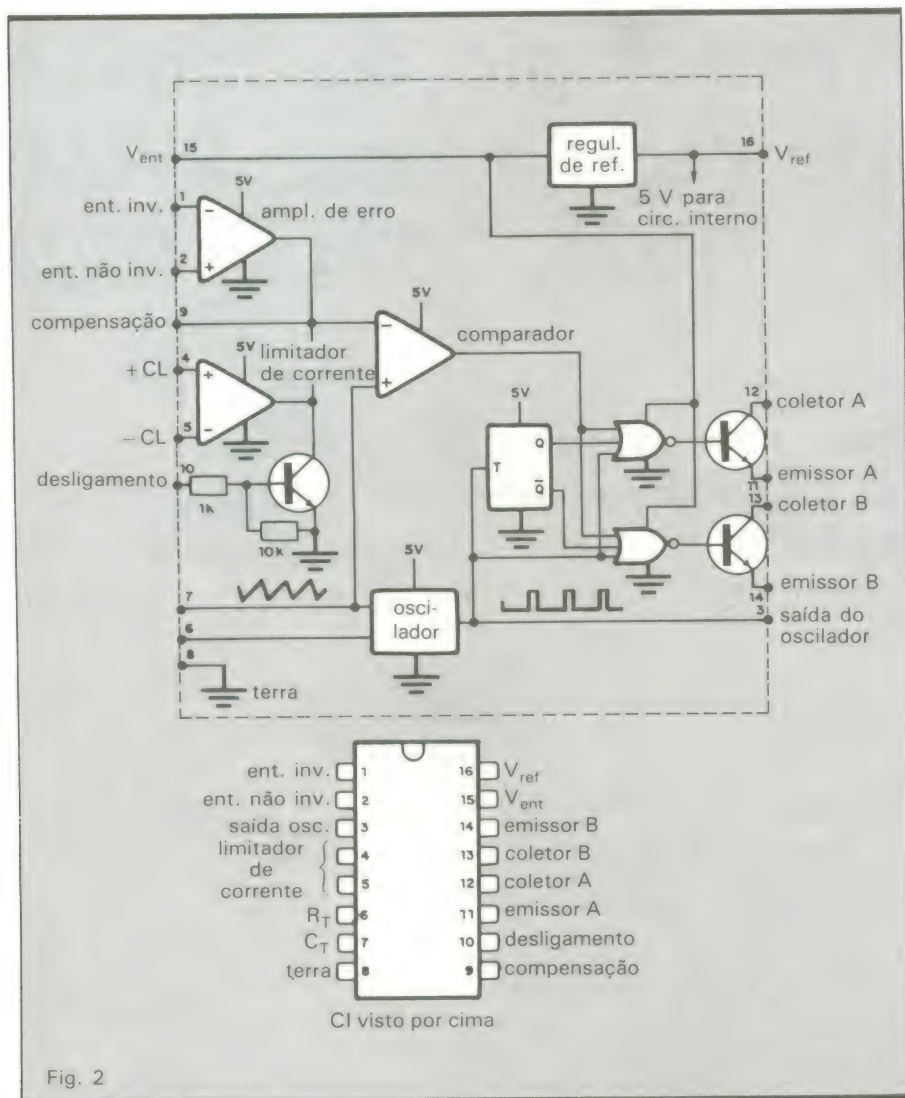 V_ent
15
regul. de ref.
16
V_ref
5 V para circ. interno
ent. inv.
1
5V
ampl. de erro
ent. não inv.
2
compensação
9
5V
comparador
+ CL
4
5V
limitador de corrente
− CL
5
desligamento
10
1k
10k
5V
T
Q
Q̅
12
coletor A
emissor A
11
13
coletor B
emissor B
14
3
saída do oscilador
7
6
8
5V
osci-
lador
terra
ent. inv.
1
16
V_ref
ent. não inv.
2
15
V_ent
saída osc.
3
14
emissor B
limitador de corrente
4
13
coletor B
5
12
coletor A
R_T
6
11
emissor A
C_T
7
10
desligamento
terra
8
9
compensação
CI visto por cima
Fig. 2